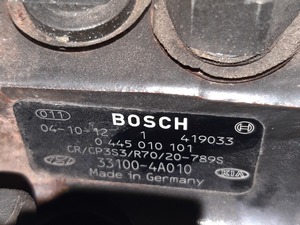 011
BOSCH
04-10-12 1 419033
0 445 010 101
CR/CP3S3/R70/20-789S
33100-4A010
Made in Germany